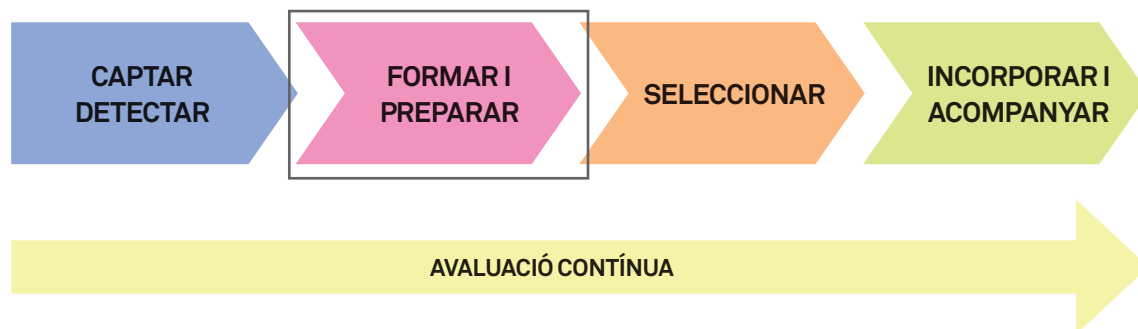 CAPTAR
DETECTAR
FORMAR I
PREPARAR
SELECCIONAR
INCORPORAR I
ACOMPANYAR
AVALUACIÓ CONTÍNUA